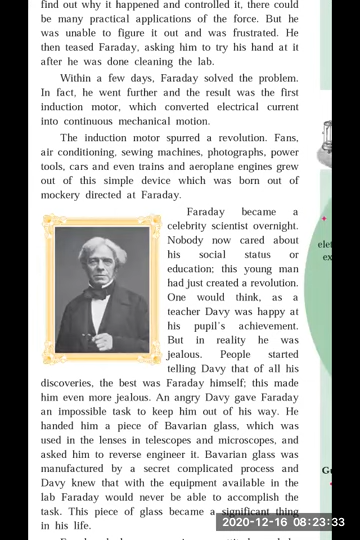 find out why it happened and controlled it, there could
be many practical applications of the force. But he
was unable to figure it out and was frustrated. He
then teased Faraday, asking him to try his hand at it
after he was done cleaning the lab.
Within a few days, Faraday solved the problem.
In fact, he went further and the result was the first
induction motor, which converted electrical current
into continuous mechanical motion.
The induction motor spurred a revolution. Fans,
air conditioning, sewing machines, photographs, power
tools, cars and even trains and aeroplane engines grew
out of this simple device which was born out of
mockery directed at Faraday.
Faraday became a
celebrity scientist overnight.
Nobody now cared about
his social status or
education; this young man
had just created a revolution.
One would think, as a
teacher Davy was happy at
his pupil's achievement.
But in reality he was
jealous. People started
telling Davy that of all his
discoveries, the best was Faraday himself; this made
him even more jealous. An angry Davy gave Faraday
an impossible task to keep him out of his way. He
handed him a piece of Bavarian glass, which was
used in the lenses in telescopes and microscopes, and
asked him to reverse engineer it. Bavarian glass was
manufactured by a secret complicated process and
Davy knew that with the equipment available in the
lab Faraday would never be able to accomplish the
task. This piece of glass became a significant thing
in his life.
2020-12-16 08:23:33